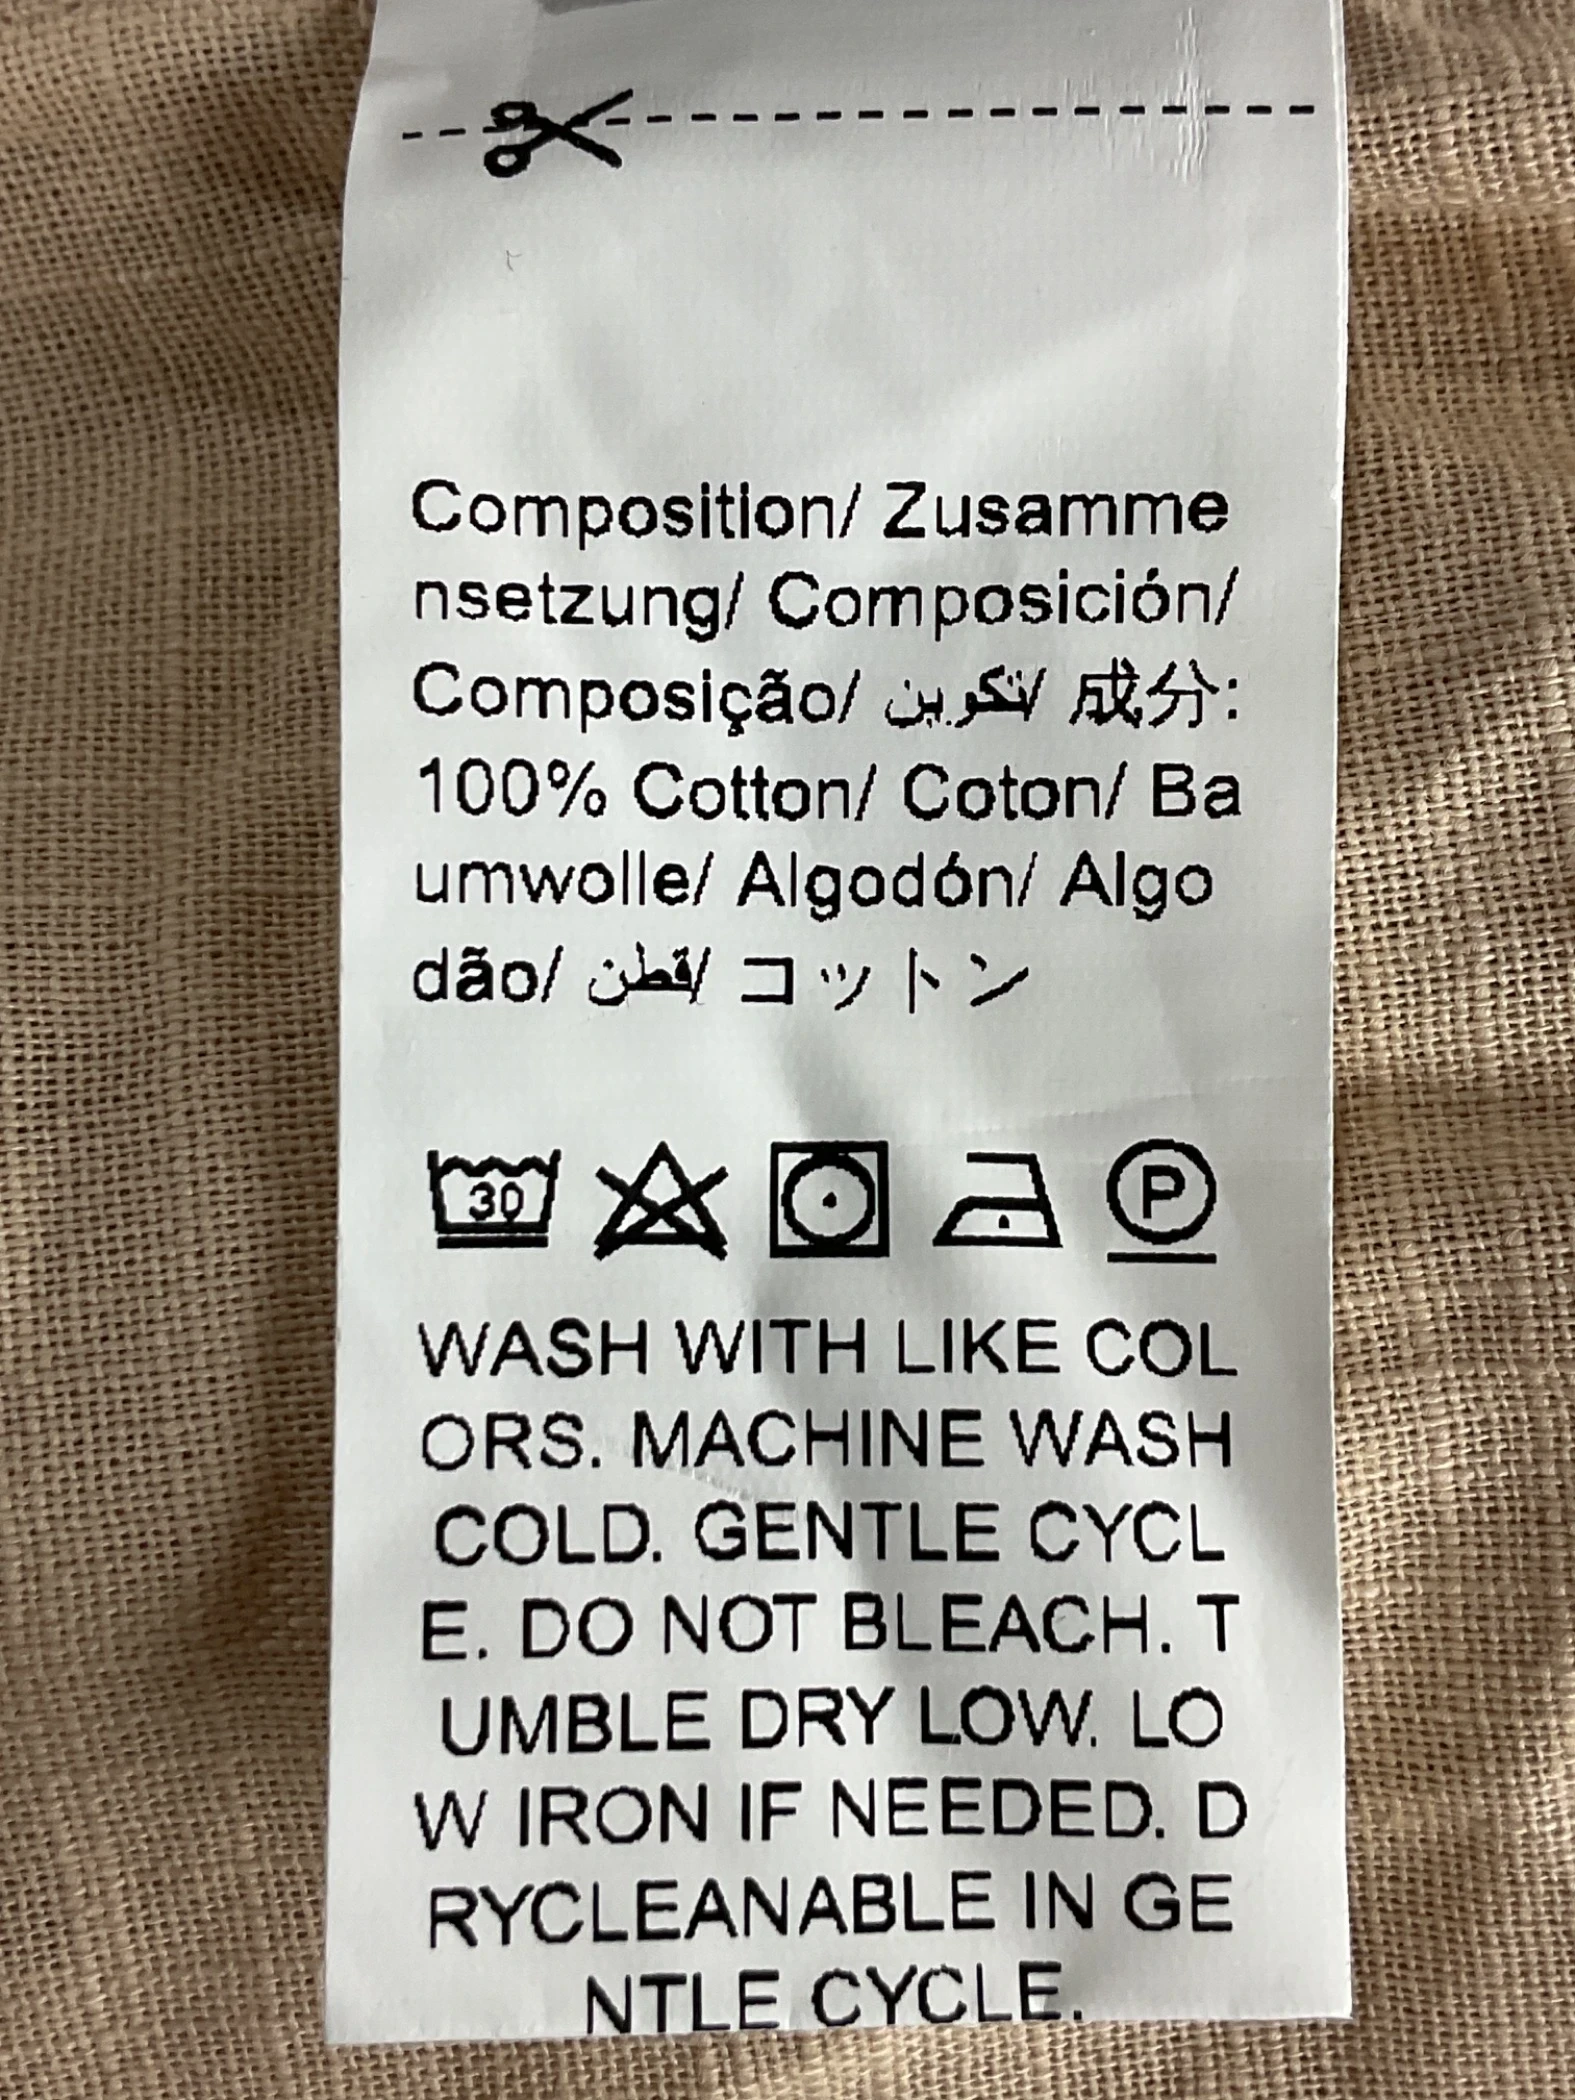 Composition/ Zusamme
nsetzung/ Composición/
Composição/ تكوين/ 成分:
100% Cotton/ Coton/ Ba
umwolle/ Algodón/ Algo
dão/ قطن/ コットン
30 P
WASH WITH LIKE COL
ORS. MACHINE WASH
COLD. GENTLE CYCL
E. DO NOT BLEACH. T
UMBLE DRY LOW. LO
W IRON IF NEEDED. D
RYCLEANABLE IN GE
NTLE CYCLE.